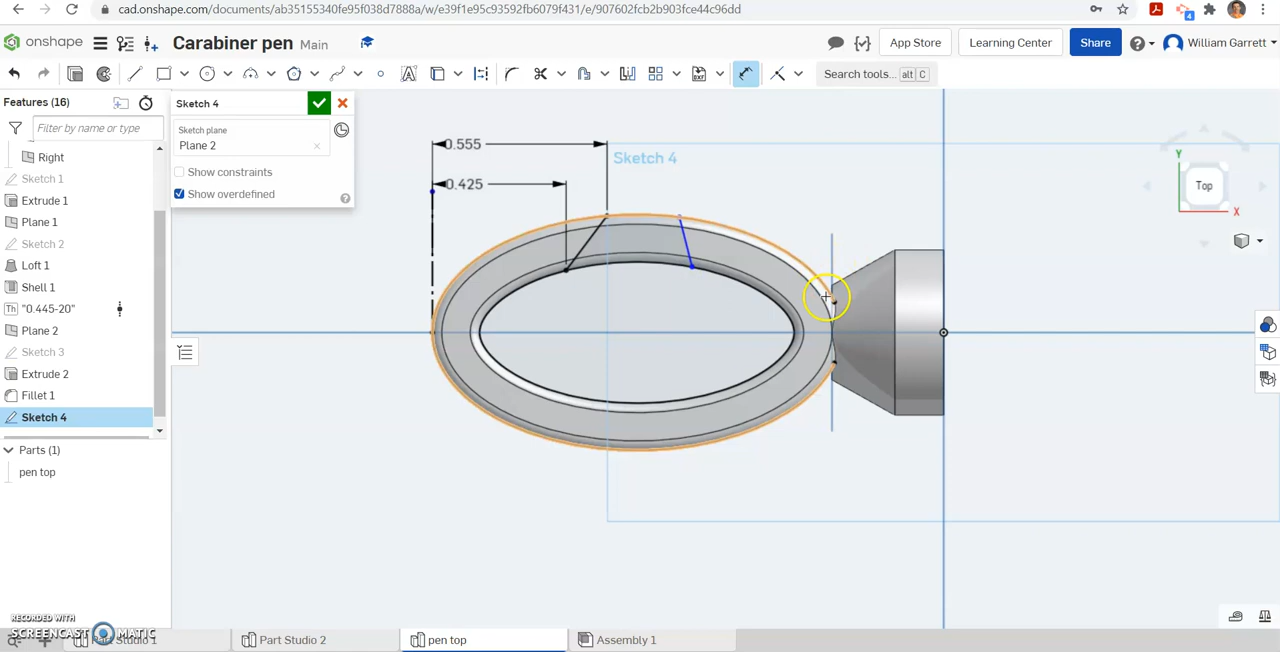 cad.onshape.com/documents/ab35155340fe95f038d7888a/w/e39f1e95c93592fb6079f431/e/907602fcb2b903fce44c96dd
4
onshape Carabiner pen Main App Store Learning Center Share William Garrett
Search tools... alt C
Features (16)
Filter by name or type
Right
Sketch 1
Extrude 1
Plane 1
Sketch 2
Loft 1
Shell 1
Th "0.445-20"
Plane 2
Sketch 3
Extrude 2
Fillet 1
Sketch 4
Parts (1)
pen top
Sketch 4
Sketch plane
Plane 2
Show constraints
Show overdefined
0.555
Sketch 4
0.425
Y
Top
X
RECORDED WITH
SCREENCAST MATIC
Part Studio 1 Part Studio 2 pen top Assembly 1